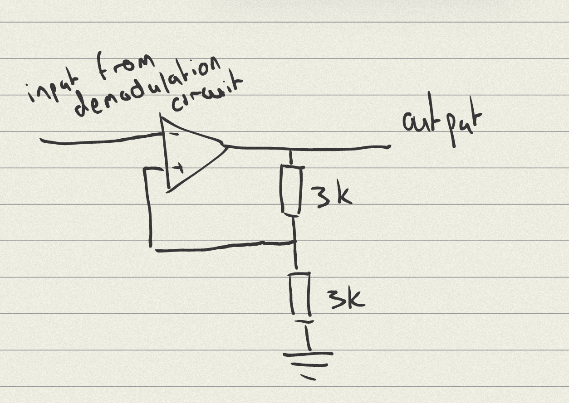 input from
demodulation
circuit
output
-
+
3k
3k